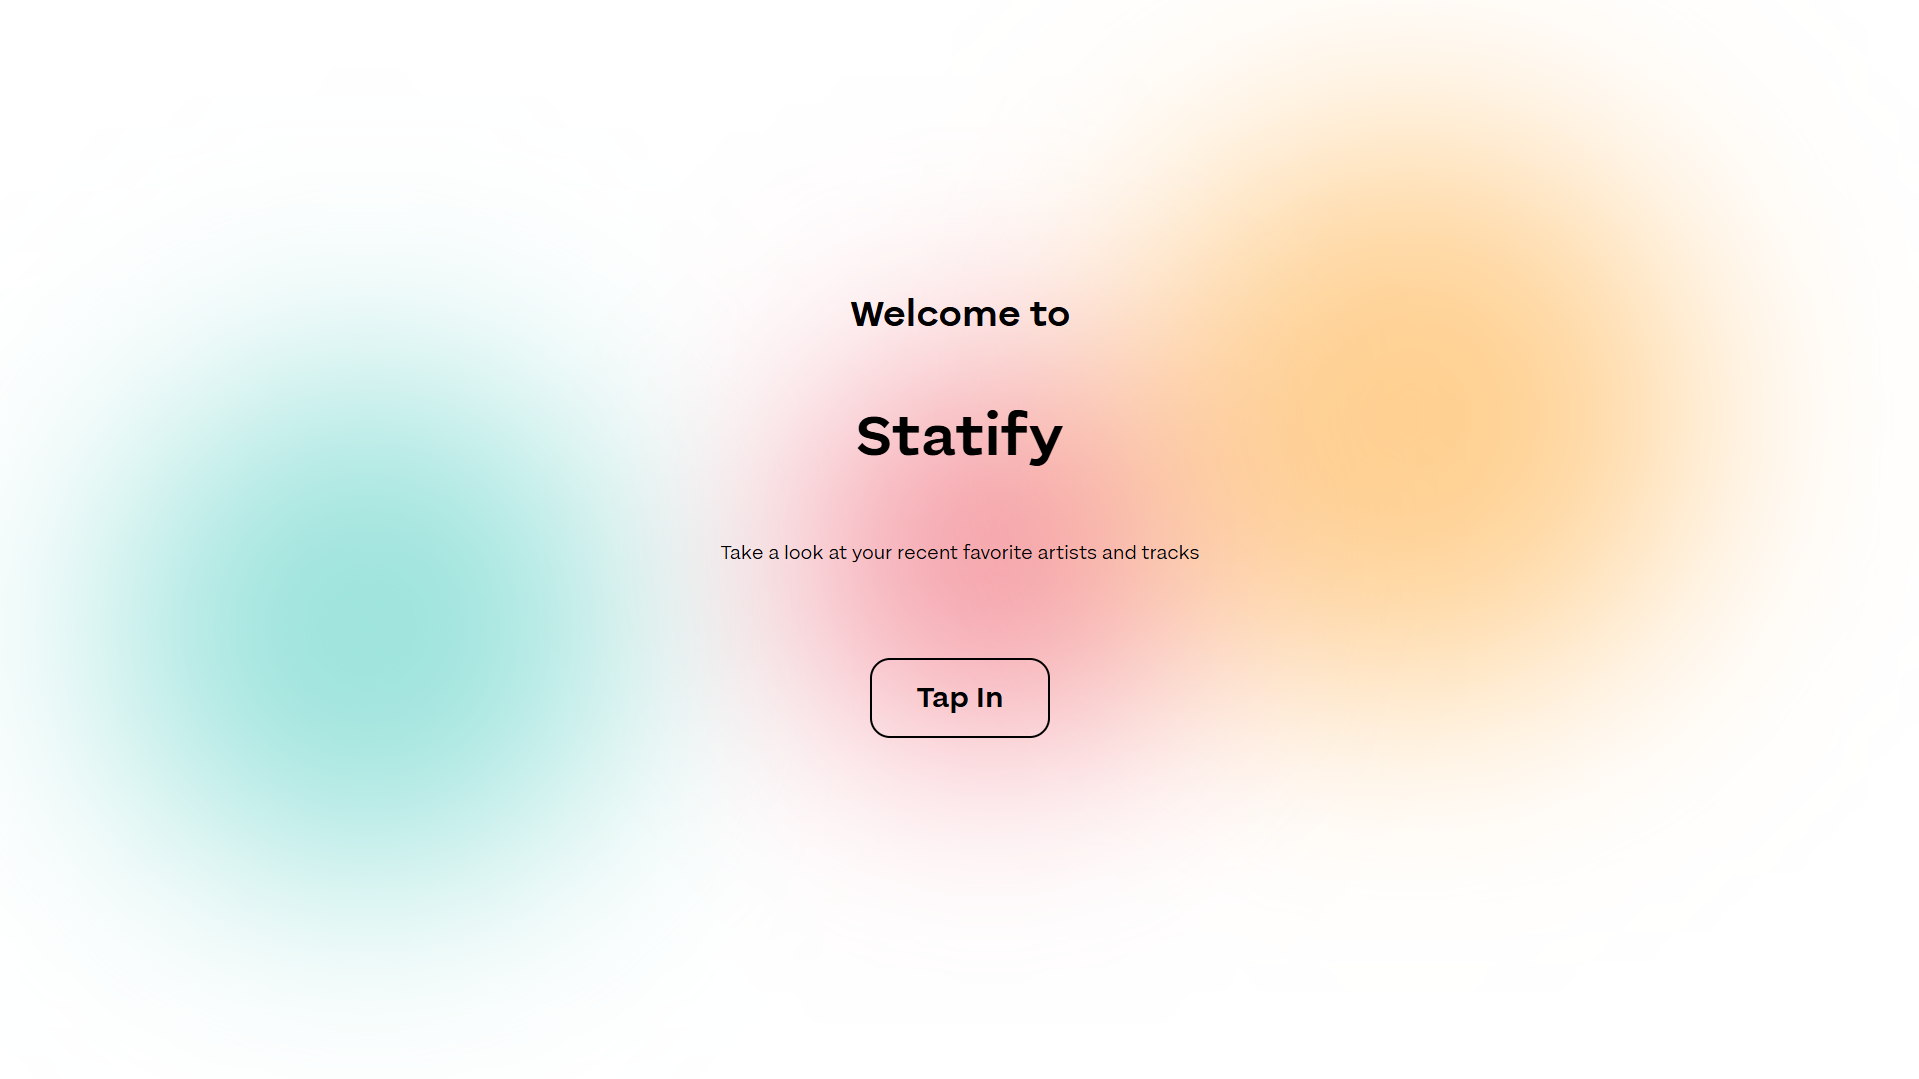 Welcome to
Statify
Take a look at your recent favorite artists and tracks
Tap In